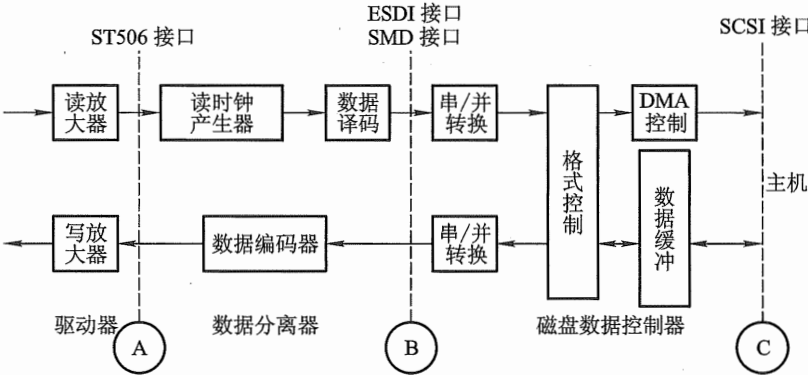 ST506 接口
ESDI 接口
SMD 接口
SCSI 接口
读放
大器
读时钟
产生器
数据
译码
串/并
转换
格式控制
DMA
控制
主机
写放
大器
数据编码器
串/并
转换
数据缓冲
驱动器
数据分离器
磁盘数据控制器
A
B
C